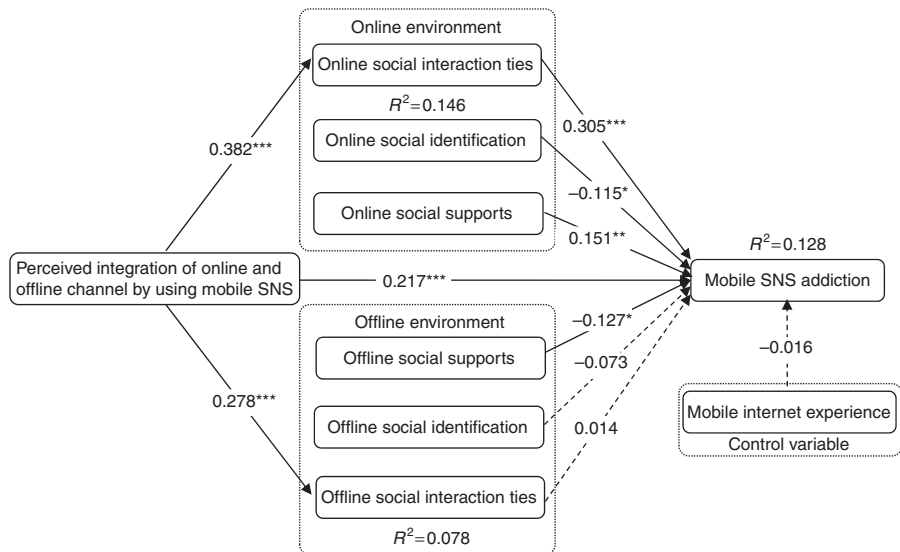 Online environment
Online social interaction ties
R²=0.146
0.305***
Online social identification
0.382***
–0.115*
Online social supports
0.151**
R²=0.128
Perceived integration of online and
offline channel by using mobile SNS
0.217***
Mobile SNS addiction
Offline environment
–0.127*
Offline social supports
–0.073
–0.016
0.278***
Offline social identification
0.014
Mobile internet experience
Control variable
Offline social interaction ties
R²=0.078